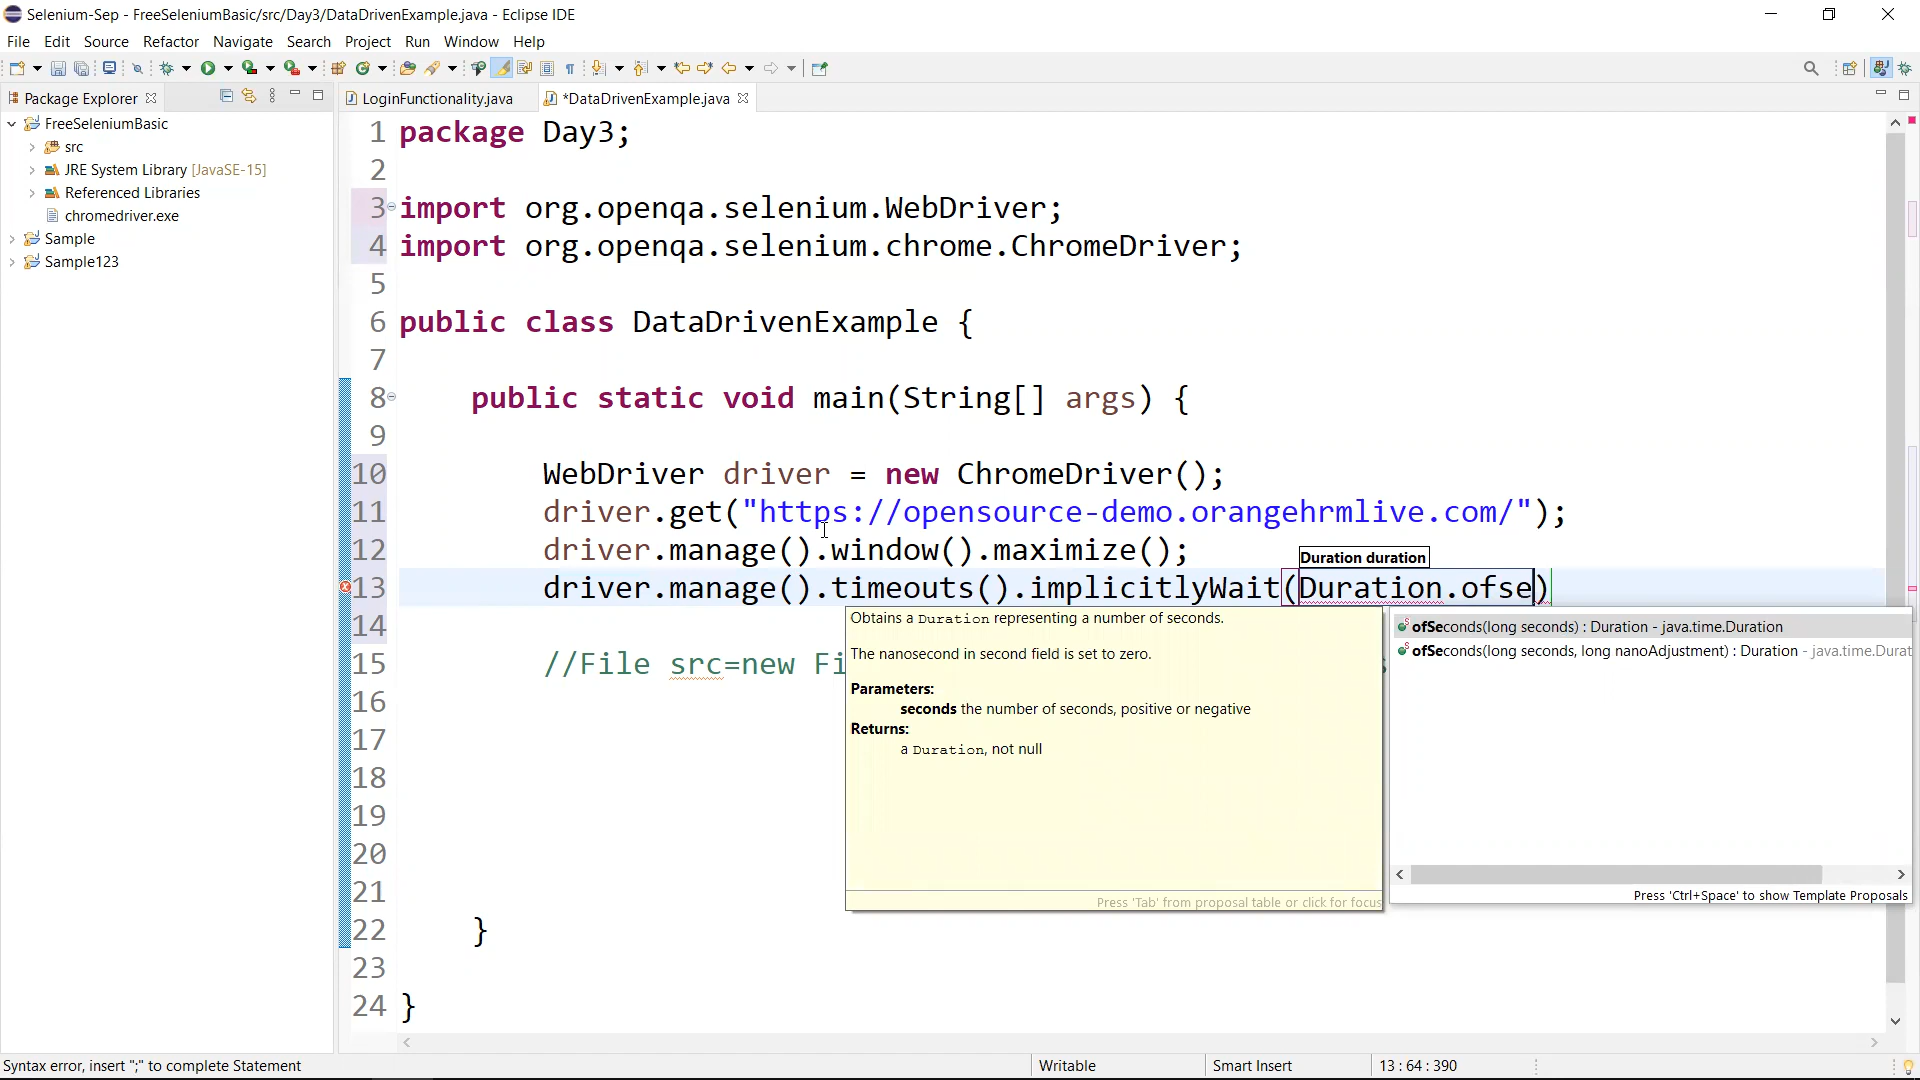 Selenium-Sep - FreeSeleniumBasic/src/Day3/DataDrivenExample.java - Eclipse IDE
File Edit Source Refactor Navigate Search Project Run Window Help
Package Explorer
LoginFunctionality.java
*DataDrivenExample.java
FreeSeleniumBasic
src
JRE System Library [JavaSE-15]
Referenced Libraries
chromedriver.exe
Sample
Sample123
1 package Day3;
2
3 import org.openqa.selenium.WebDriver;
4 import org.openqa.selenium.chrome.ChromeDriver;
5
6 public class DataDrivenExample {
7
8 public static void main(String[] args) {
9
10 WebDriver driver = new ChromeDriver();
11 driver.get("https://opensource-demo.orangehrmlive.com/");
12 driver.manage().window().maximize();
Duration duration
13 driver.manage().timeouts().implicitlyWait(Duration.ofse)
14
15 //File src=new Fi
16
17
18
19
20
21
22 }
23
24 }
Obtains a Duration representing a number of seconds.
The nanosecond in second field is set to zero.
Parameters:
seconds the number of seconds, positive or negative
Returns:
a Duration, not null
Press 'Tab' from proposal table or click for focus
ofSeconds(long seconds) : Duration - java.time.Duration
ofSeconds(long seconds, long nanoAdjustment) : Duration - java.time.Durat
Press 'Ctrl+Space' to show Template Proposals
Syntax error, insert ";" to complete Statement
Writable
Smart Insert
13 : 64 : 390